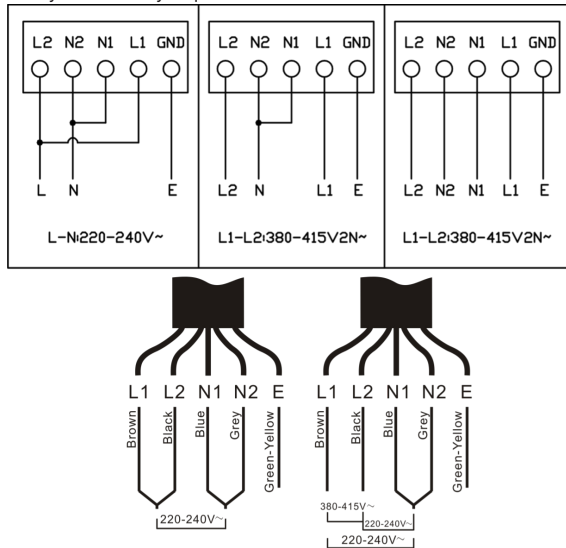 L2 N2 N1 L1 GND
L N E
L-N:220-240V~
L2 N2 N1 L1 GND
L2 N L1 E
L1-L2:380-415V2N~
L2 N2 N1 L1 GND
L2 N2 N1 L1 E
L1-L2:380-415V2N~
L1 L2 N1 N2 E
Brown Black Blue Grey Green-Yellow
220-240V~
L1 L2 N1 N2 E
Brown Black Blue Grey Green-Yellow
380-415V~
220-240V~
220-240V~